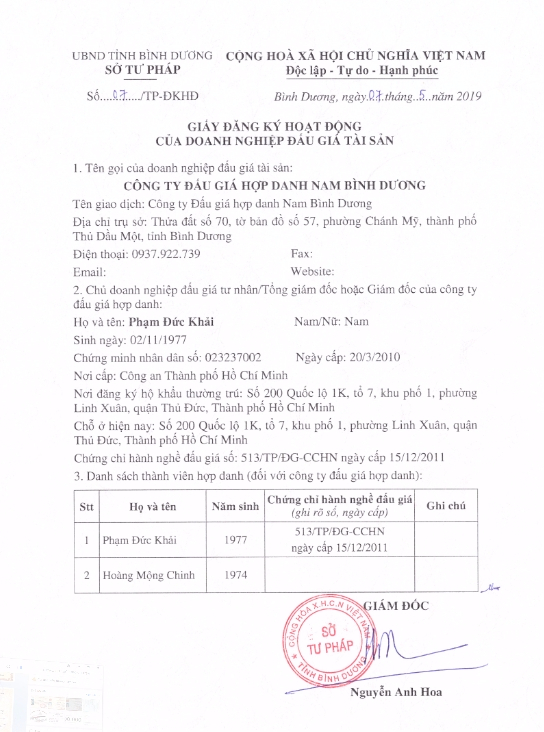 UBND TỈNH BÌNH DƯƠNG
SỞ TƯ PHÁP
CỘNG HOÀ XÃ HỘI CHỦ NGHĨA VIỆT NAM
Độc lập - Tự do - Hạnh phúc
Số....07...../TP-ĐKHĐ
Bình Dương, ngày.07.tháng..5..năm 2019
GIẤY ĐĂNG KÝ HOẠT ĐỘNG
CỦA DOANH NGHIỆP ĐẤU GIÁ TÀI SẢN
1. Tên gọi của doanh nghiệp đấu giá tài sản:
CÔNG TY ĐẤU GIÁ HỢP DANH NAM BÌNH DƯƠNG
Tên giao dịch: Công ty Đấu giá hợp danh Nam Bình Dương
Địa chỉ trụ sở: Thửa đất số 70, tờ bản đồ số 57, phường Chánh Mỹ, thành phố
Thủ Dầu Một, tỉnh Bình Dương
Điện thoại: 0937.922.739 Fax:
Email: Website:
2. Chủ doanh nghiệp đấu giá tư nhân/Tổng giám đốc hoặc Giám đốc của công ty
đấu giá hợp danh:
Họ và tên: Phạm Đức Khải Nam/Nữ: Nam
Sinh ngày: 02/11/1977
Chứng minh nhân dân số: 023237002 Ngày cấp: 20/3/2010
Nơi cấp: Công an Thành phố Hồ Chí Minh
Nơi đăng ký hộ khẩu thường trú: Số 200 Quốc lộ 1K, tổ 7, khu phố 1, phường
Linh Xuân, quận Thủ Đức, Thành phố Hồ Chí Minh
Chỗ ở hiện nay: Số 200 Quốc lộ 1K, tổ 7, khu phố 1, phường Linh Xuân, quận
Thủ Đức, Thành phố Hồ Chí Minh
Chứng chỉ hành nghề đấu giá số: 513/TP/ĐG-CCHN ngày cấp 15/12/2011
3. Danh sách thành viên hợp danh (đối với công ty đấu giá hợp danh):
Stt Họ và tên Năm sinh Chứng chỉ hành nghề đấu giá Ghi chú
(ghi rõ số, ngày cấp)
1 Phạm Đức Khải 1977 513/TP/ĐG-CCHN
ngày cấp 15/12/2011
2 Hoàng Mộng Chinh 1974
GIÁM ĐỐC
CỘNG HÒA X.H.C.N VIỆT NAM
SỞ
TƯ PHÁP
TỈNH BÌNH DƯƠNG
Nguyễn Anh Hoa